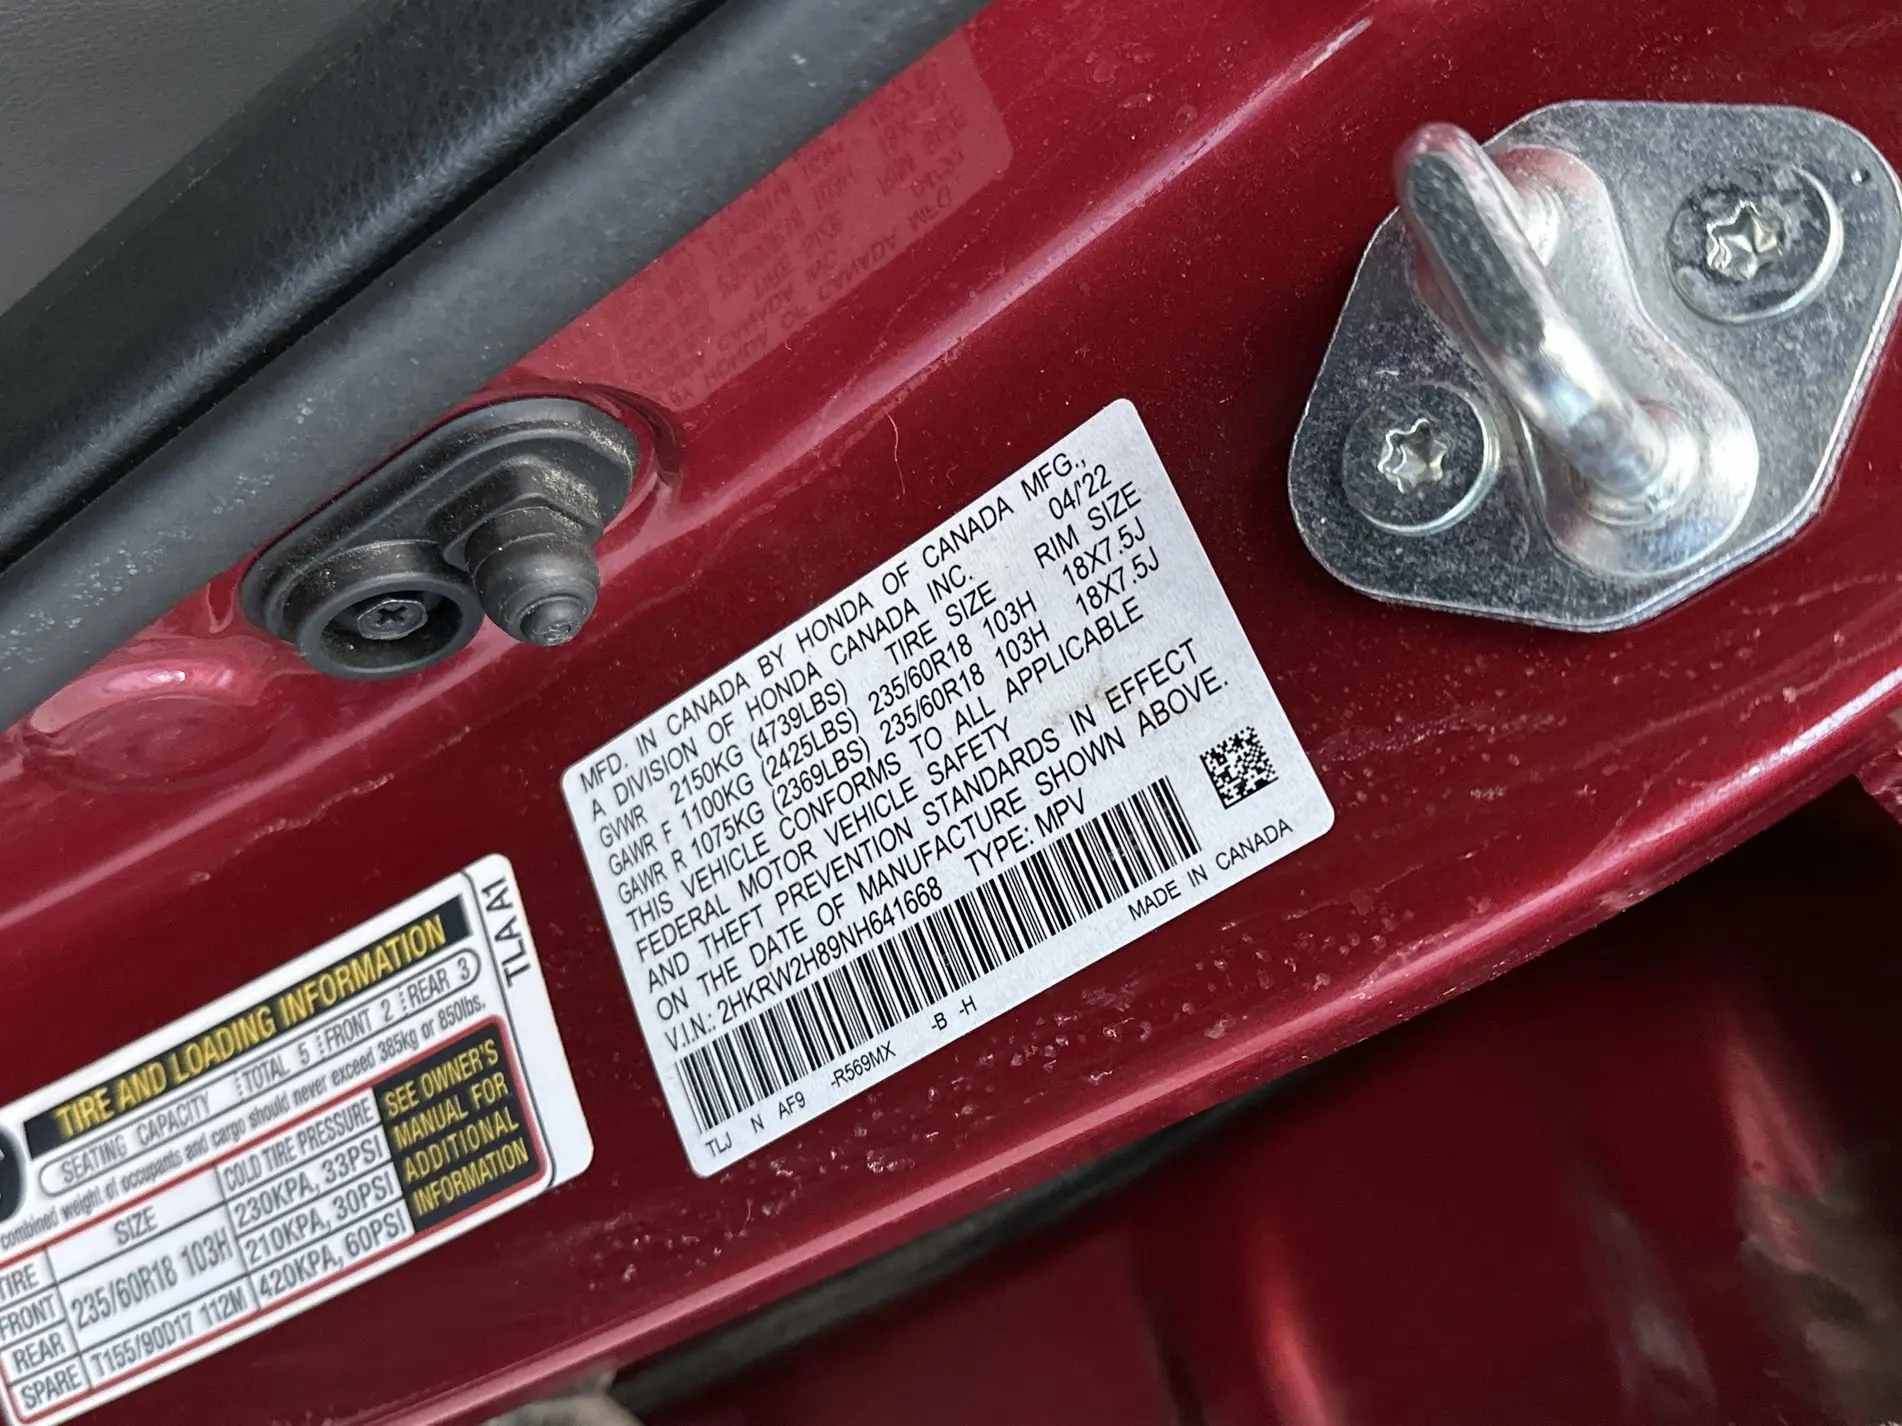 MFD. IN CANADA BY HONDA OF CANADA MFG.,
A DIVISION OF HONDA CANADA INC. 04/'22
GVWR 2150KG (4739LBS) TIRE SIZE RIM SIZE
GAWR F 1100KG (2425LBS) 235/60R18 103H 18X7.5J
GAWR R 1075KG (2369LBS) 235/60R18 103H 18X7.5J
THIS VEHICLE CONFORMS TO ALL APPLICABLE
FEDERAL MOTOR VEHICLE SAFETY
AND THEFT PREVENTION STANDARDS IN EFFECT
ON THE DATE OF MANUFACTURE SHOWN ABOVE.
V.I.N.: 2HKRW2H89NH641668 TYPE: MPV
TLJ N AF9 -R569MX -B -H MADE IN CANADA
TIRE AND LOADING INFORMATION
TLA A1
SEATING CAPACITY TOTAL 5 FRONT 2 REAR 3
combined weight of occupants and cargo should never exceed 385kg or 850lbs.
TIRE SIZE COLD TIRE PRESSURE
FRONT 235/60R18 103H 230KPA, 33PSI
REAR 210KPA, 30PSI
SPARE T155/90D17 112M 420KPA, 60PSI
SEE OWNER'S
MANUAL FOR
ADDITIONAL
INFORMATION